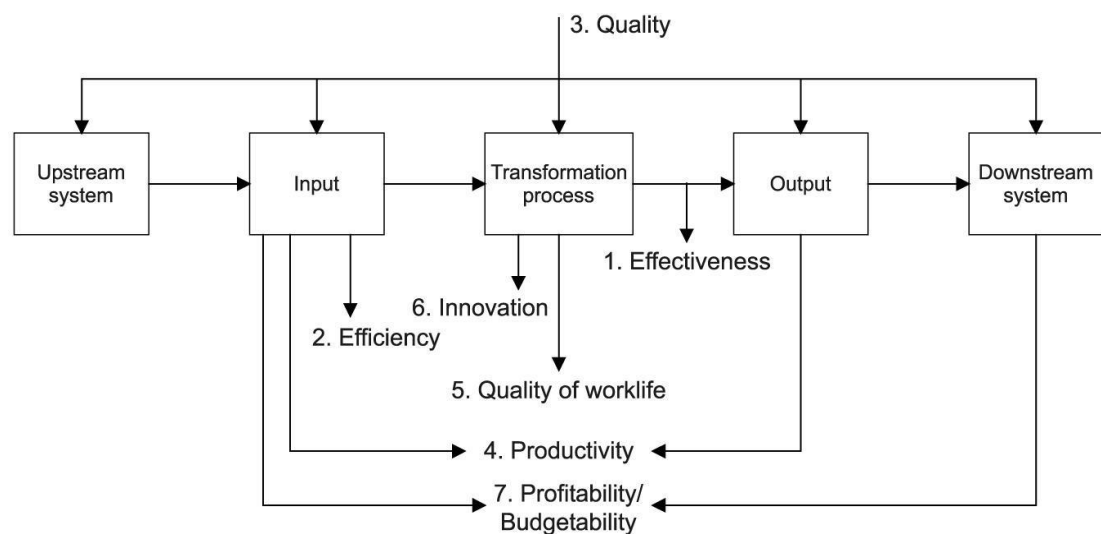 3. Quality
Upstream
system
Input
Transformation
process
Output
Downstream
system
1. Effectiveness
6. Innovation
2. Efficiency
5. Quality of worklife
4. Productivity
7. Profitability/
Budgetability